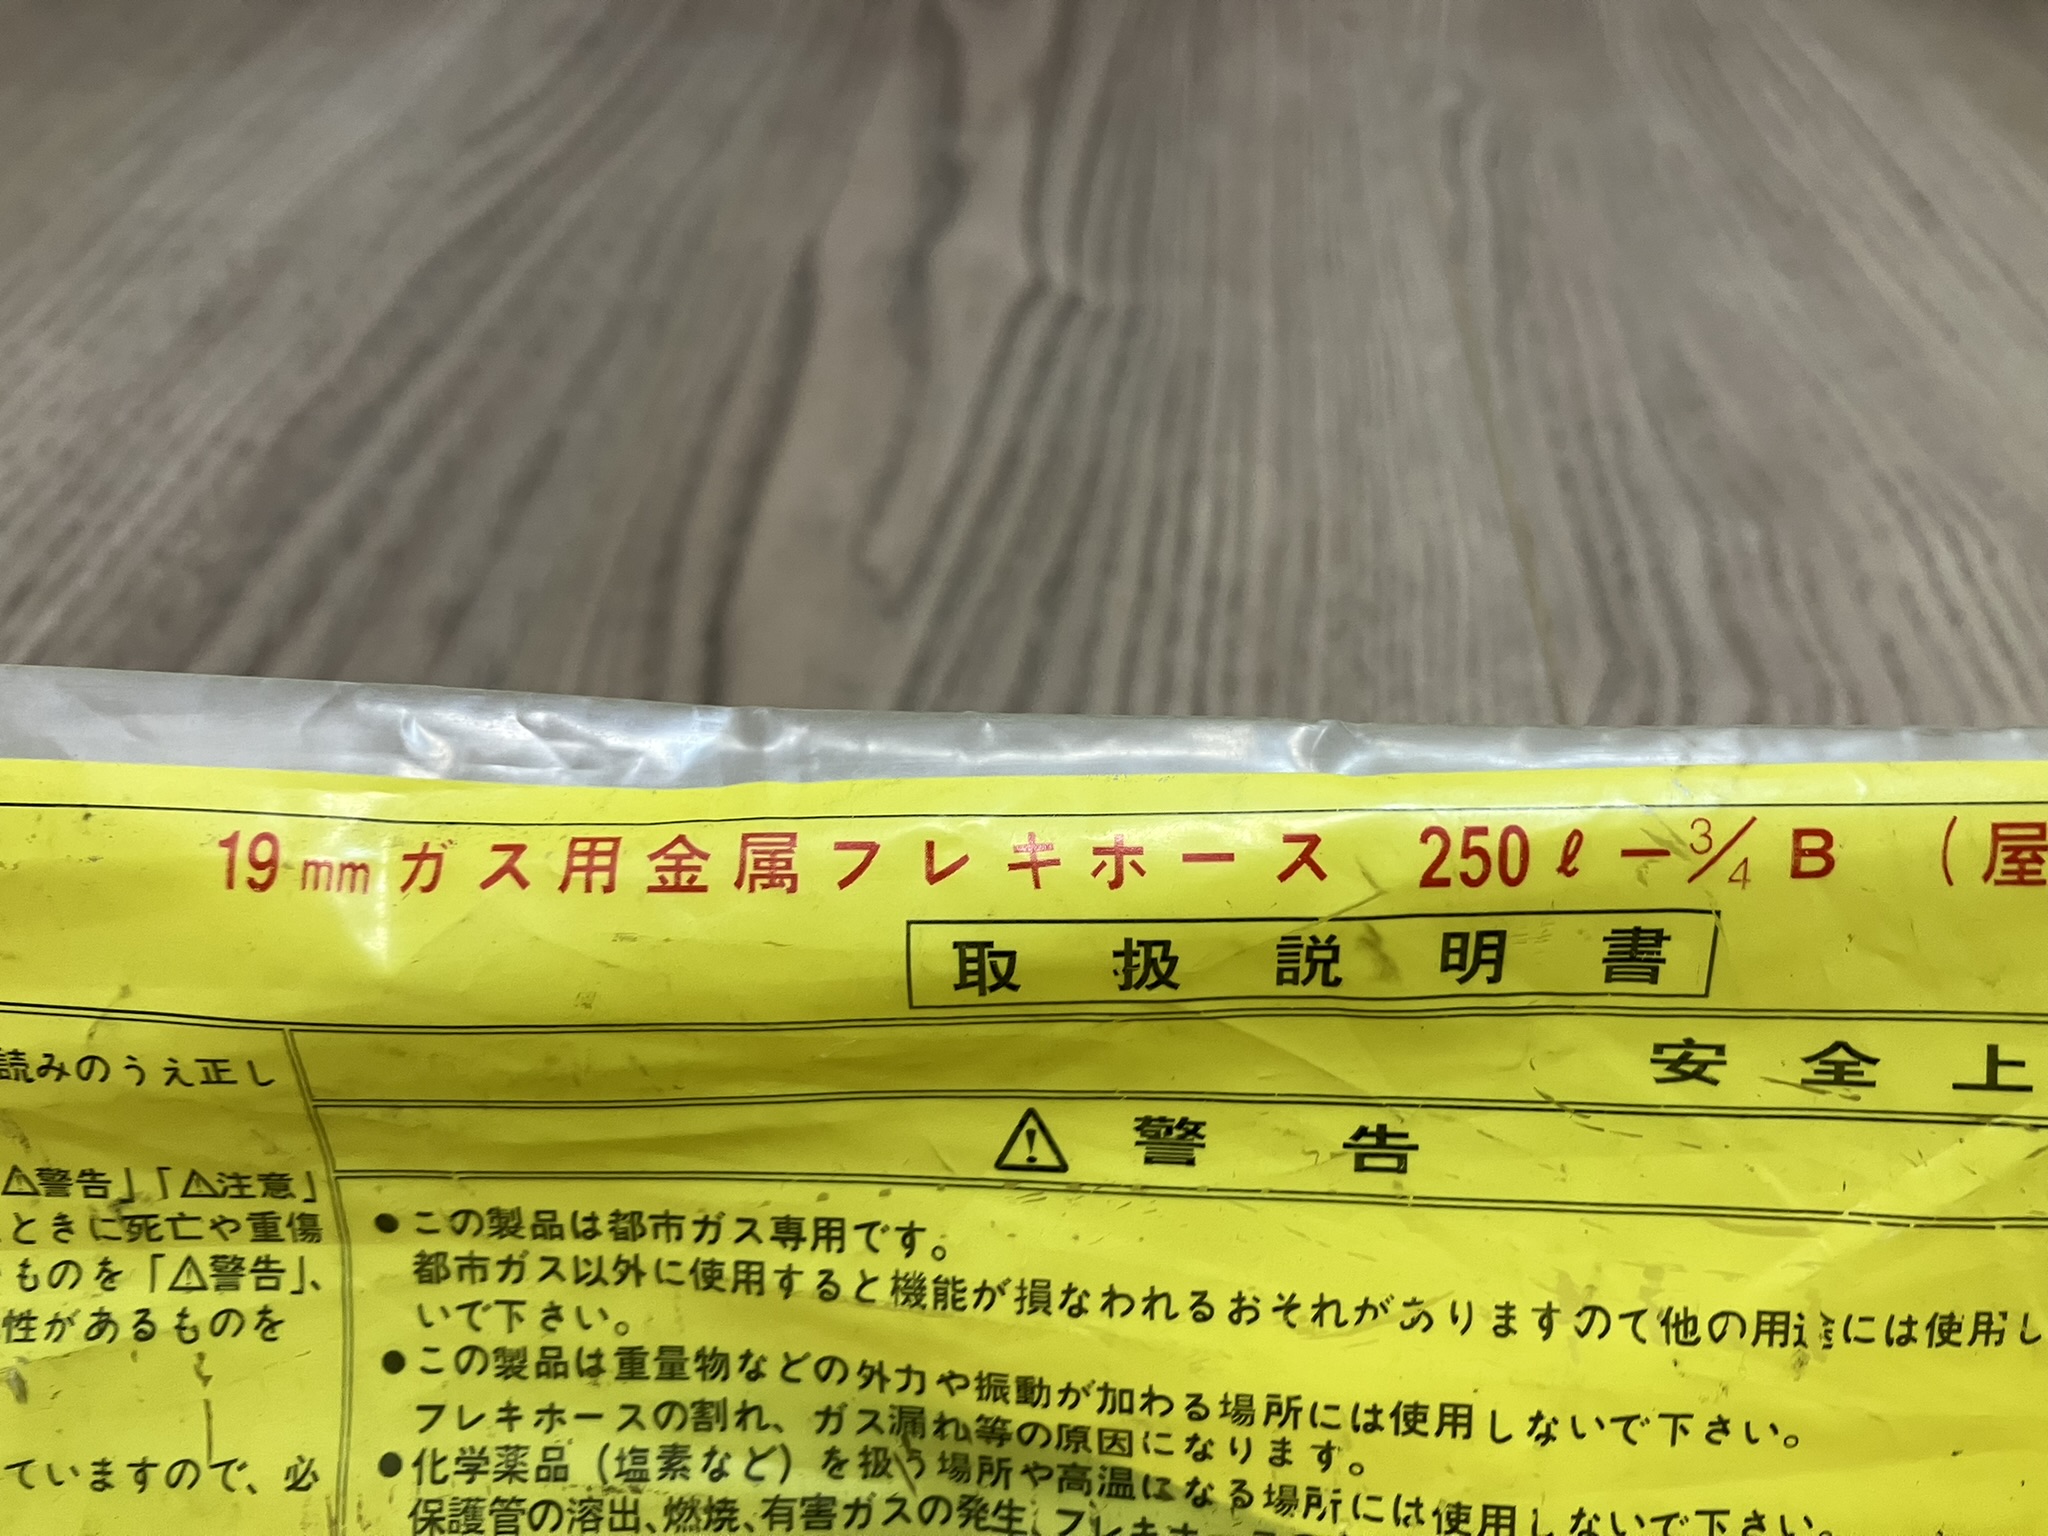 19mmガス用金属フレキホース 250ℓ-3/4B (屋
取扱説明書
読みのうえ正し
安全上
⚠警告
⚠警告」「⚠注意」
ときに死亡や重傷
ものを「⚠警告」、
性があるものを
ていますので、必
●この製品は都市ガス専用です。
都市ガス以外に使用すると機能が損なわれるおそれがありますので他の用途には使用し
いで下さい。
●この製品は重量物などの外力や振動が加わる場所には使用しないで下さい。
フレキホースの割れ、ガス漏れ等の原因になります。
●化学薬品(塩素など)を扱う場所や高温になる場所には使用しないで下さい。
保護管の溶出、燃焼、有害ガスの発生、フレキホース